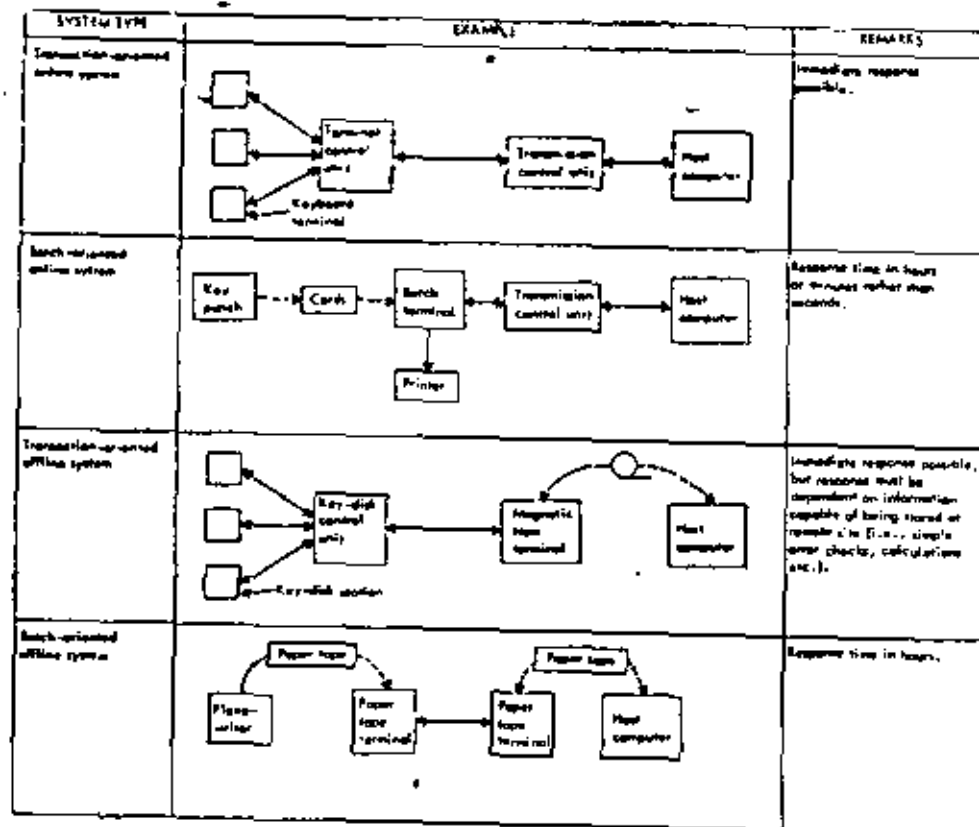 SYSTEM TYPE
EXAMPLE
REMARKS
Transaction-oriented
online system
Terminal
control
unit
Transmission
control unit
Host
computer
Keyboard
terminal
Immediate response
possible.
Batch-oriented
online system
Key
punch
Cards
Batch
terminal
Transmission
control unit
Host
computer
Printer
Response time in hours
or minutes rather than
seconds.
Transaction-oriented
offline system
Key-disk
control
unit
Magnetic
tape
terminal
Host
computer
Key-disk station
Immediate response possible,
but response must be
dependent on information
capable of being stored at
remote site (i.e., simple
error checks, calculations
etc.).
Batch-oriented
offline system
Paper tape
Paper tape
Flexo-
writer
Paper
tape
terminal
Paper
tape
terminal
Host
computer
Response time in hours.